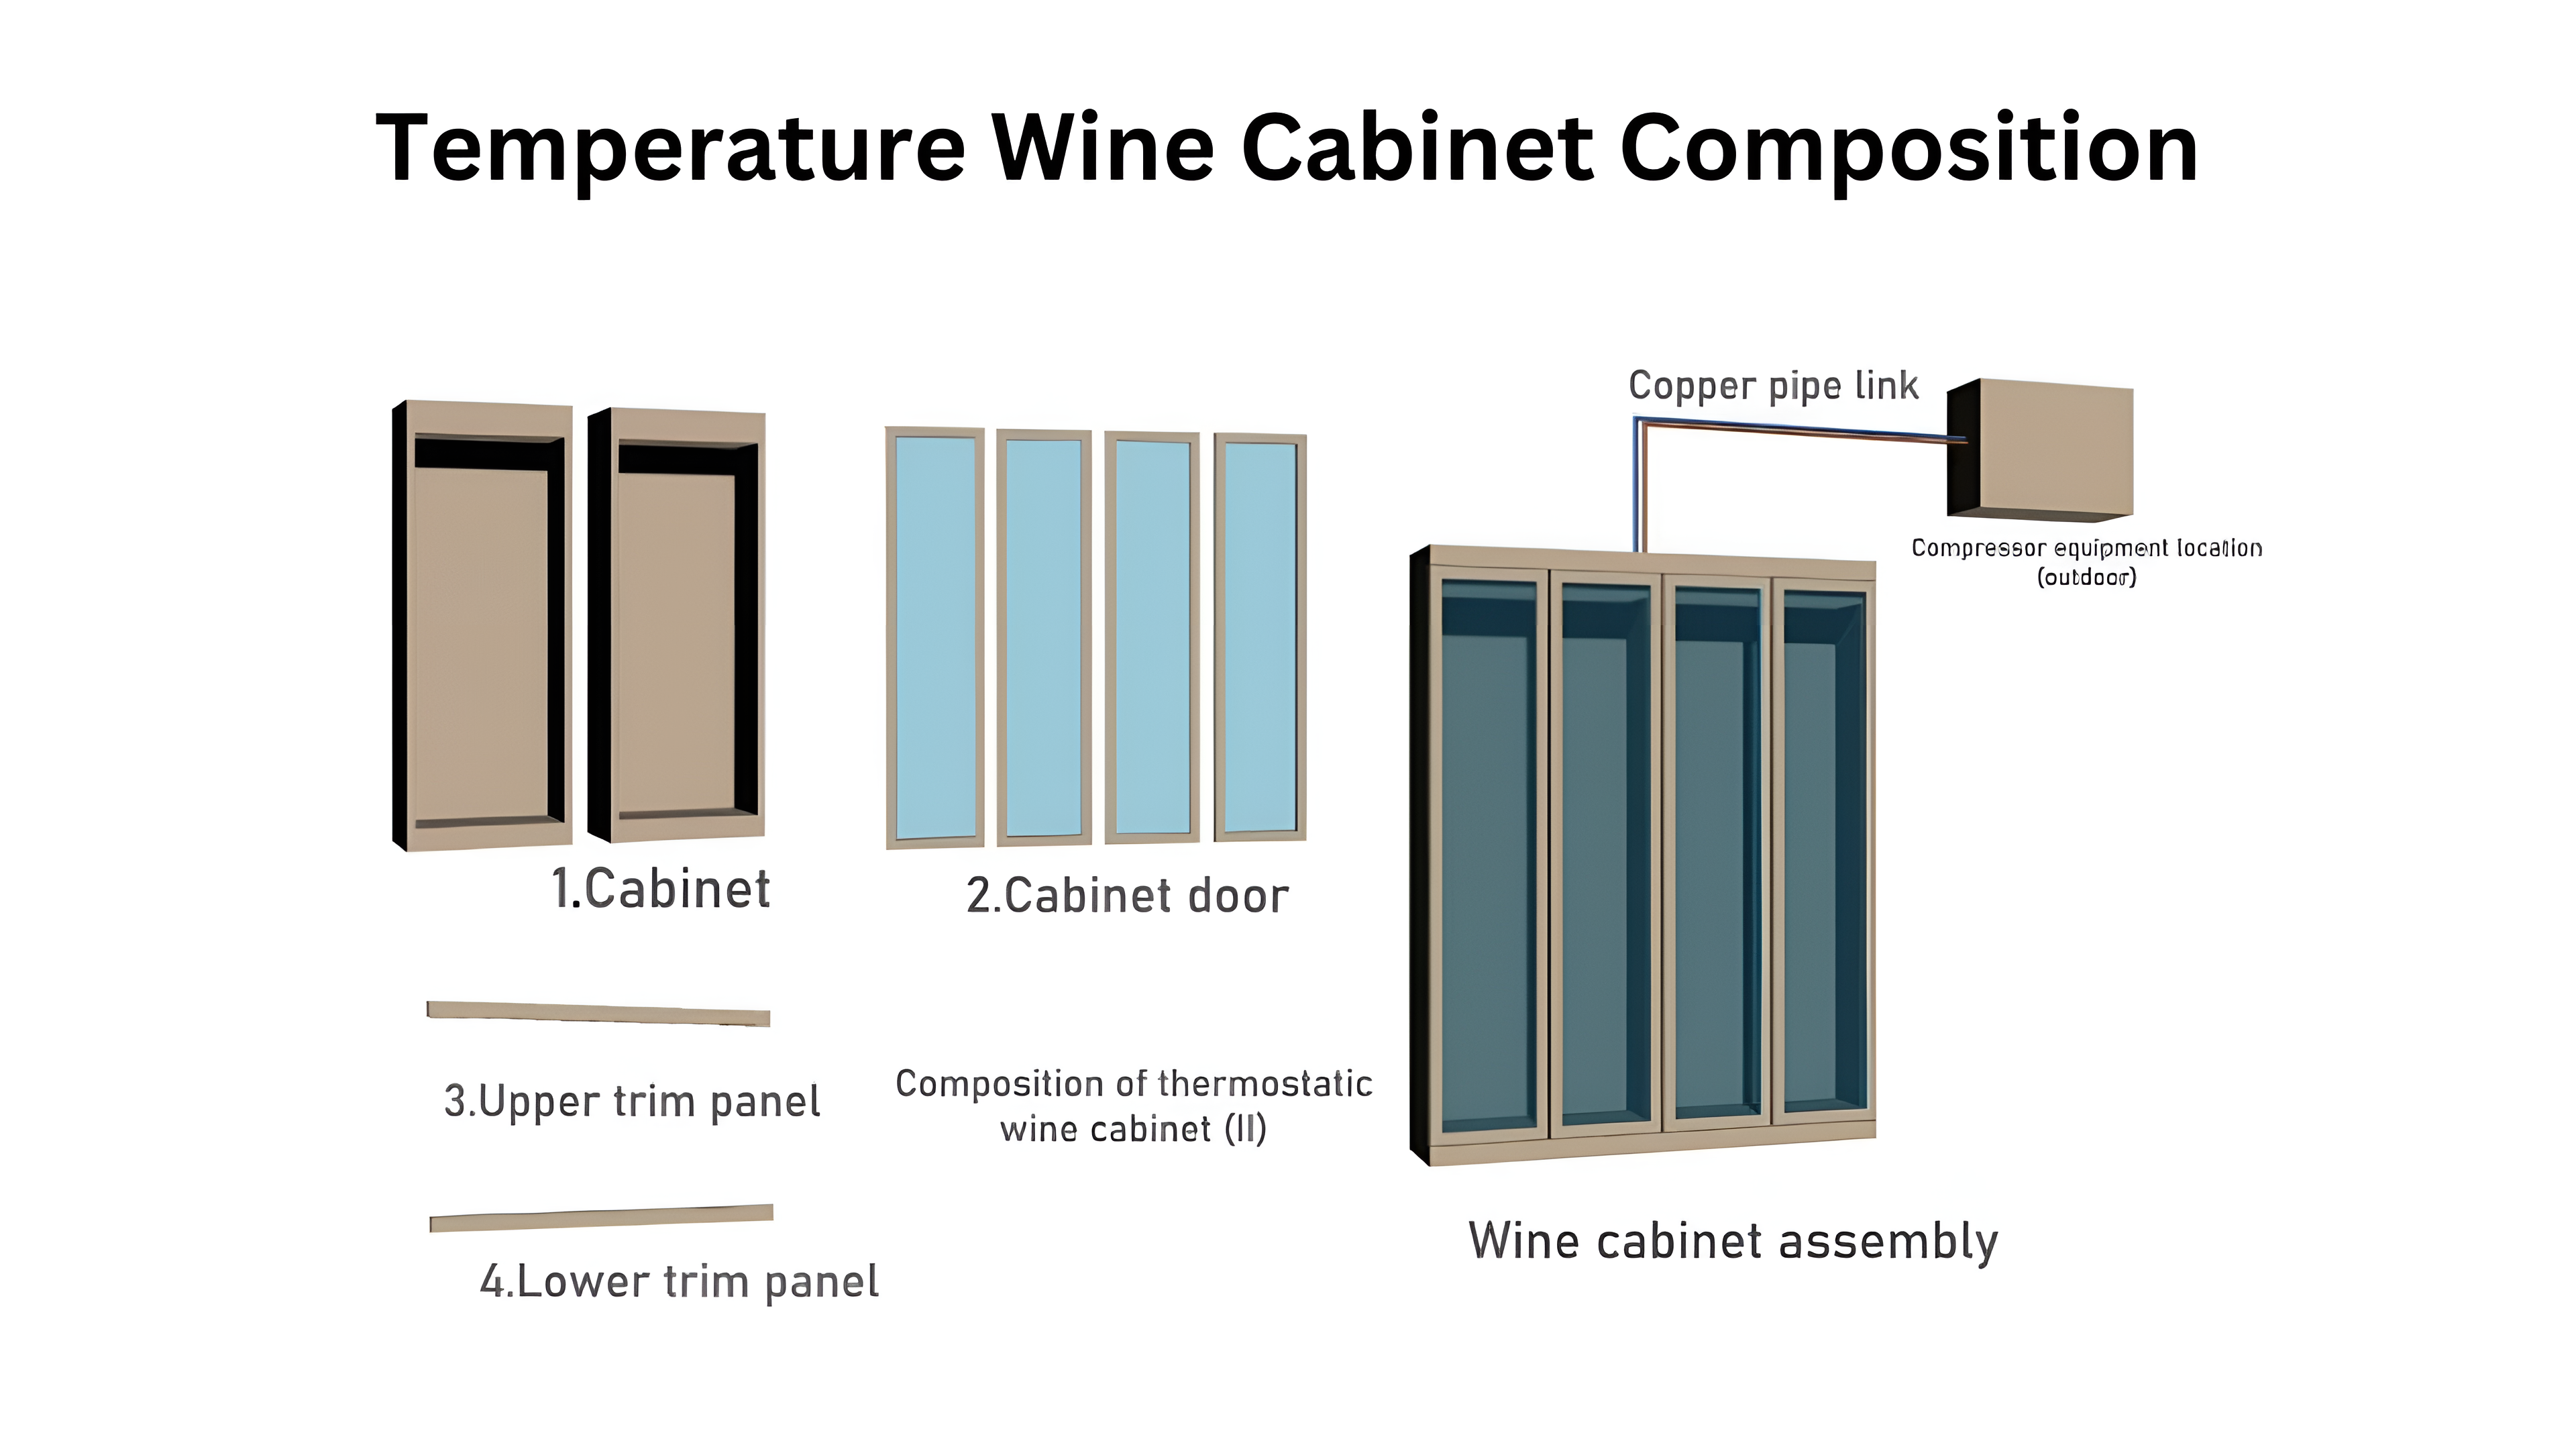 Temperature Wine Cabinet Composition
Copper pipe link
Compressor equipment location
(outdoor)
1.Cabinet
2.Cabinet door
3.Upper trim panel
Composition of thermostatic
wine cabinet (II)
4.Lower trim panel
Wine cabinet assembly